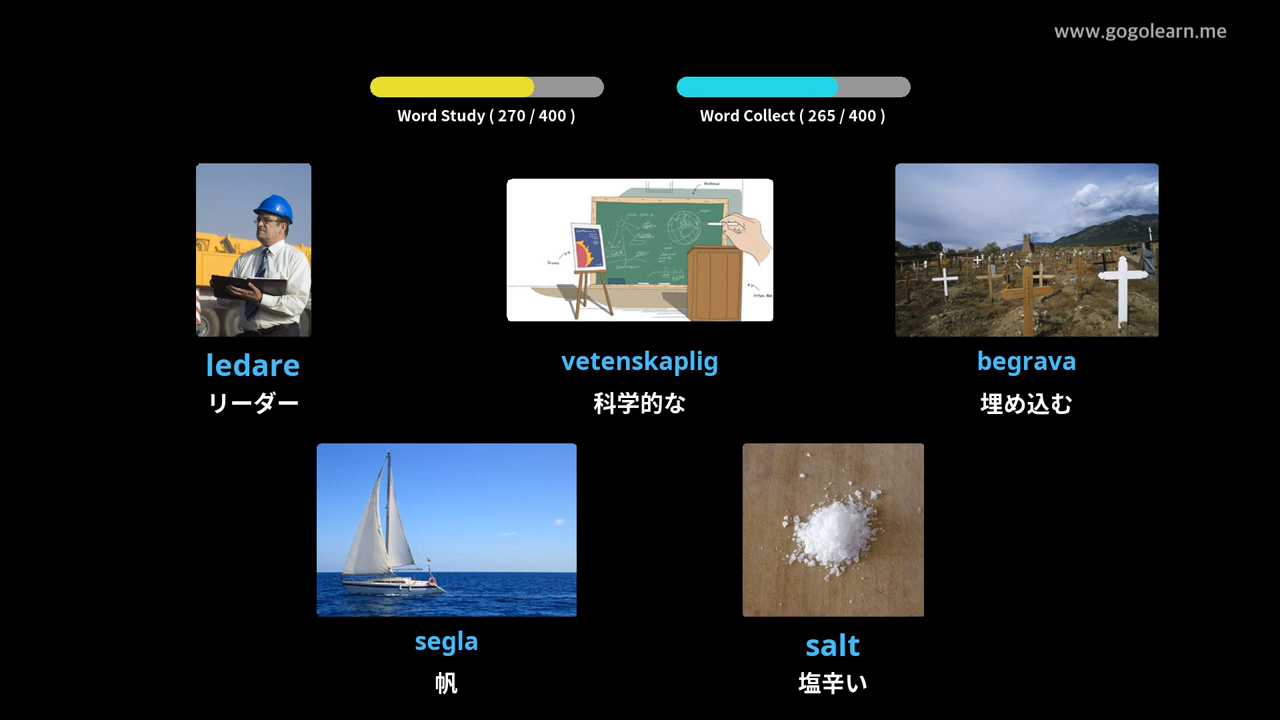 www.gogolearn.me
Word Study ( 270 / 400 )
Word Collect ( 265 / 400 )
ledare
リーダー
vetenskaplig
科学的な
begrava
埋め込む
segla
帆
salt
塩辛い